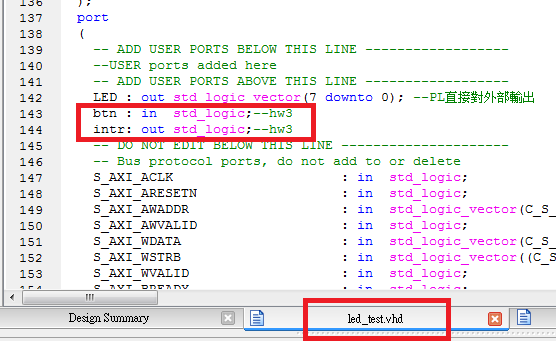 136 );
137 port
138 (
139 -- ADD USER PORTS BELOW THIS LINE ------------------
140 --USER ports added here
141 -- ADD USER PORTS ABOVE THIS LINE ------------------
142 LED : out std_logic_vector(7 downto 0); --PL直接對外部輸出
143 btn : in  std_logic;--hw3
144 intr: out std_logic;--hw3
145 -- DO NOT EDIT BELOW THIS LINE ---------------------
146 -- Bus protocol ports, do not add to or delete
147 S_AXI_ACLK : in  std_logic;
148 S_AXI_ARESETN : in  std_logic;
149 S_AXI_AWADDR : in  std_logic_vector(C_S_
150 S_AXI_AWVALID : in  std_logic;
151 S_AXI_WDATA : in  std_logic_vector(C_S_
152 S_AXI_WSTRB : in  std_logic_vector((C_S
153 S_AXI_WVALID : in  std_logic;
154 S_AXI_BREADY : in  std_logic;
Design Summary
led_test.vhd